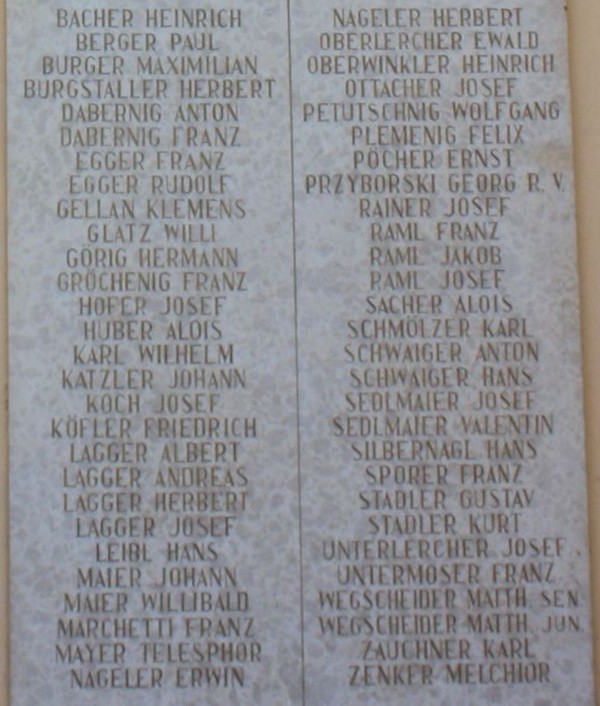 BACHER HEINRICH
BERGER PAUL
BURGER MAXIMILIAN
BURGSTALLER HERBERT
DABERNIG ANTON
DABERNIG FRANZ
EGGER FRANZ
EGGER RUDOLF
GELLAN KLEMENS
GLATZ WILLI
GÖRIG HERMANN
GRÖCHENIG FRANZ
HOFER JOSEF
HUBER ALOIS
KARL WILHELM
KATZLER JOHANN
KOCH JOSEF
KÖFLER FRIEDRICH
LAGGER ALBERT
LAGGER ANDREAS
LAGGER HERBERT
LAGGER JOSEF
LEIBL HANS
MAIER JOHANN
MAIER WILLIBALD
MARCHETTI FRANZ
MAYER TELESPHOR
NAGELER ERWIN
NAGELER HERBERT
OBERLERCHER EWALD
OBERWINKLER HEINRICH
OTTACHER JOSEF
PETUTSCHNIG WOLFGANG
PLEMENIG FELIX
PÖCHER ERNST
PRZYBORSKI GEORG R. V.
RAINER JOSEF
RAML FRANZ
RAML JAKOB
RAML JOSEF
SACHER ALOIS
SCHMÖLZER KARL
SCHWAIGER ANTON
SCHWAIGER HANS
SEDLMAIER JOSEF
SEDLMAIER VALENTIN
SILBERNAGL HANS
SPORER FRANZ
STADLER GUSTAV
STADLER KURT
UNTERLERCHER JOSEF
UNTERMOSER FRANZ
WEGSCHEIDER MATTH. SEN.
WEGSCHEIDER MATTH. JUN.
ZAUCHNER KARL
ZENKER MELCHIOR